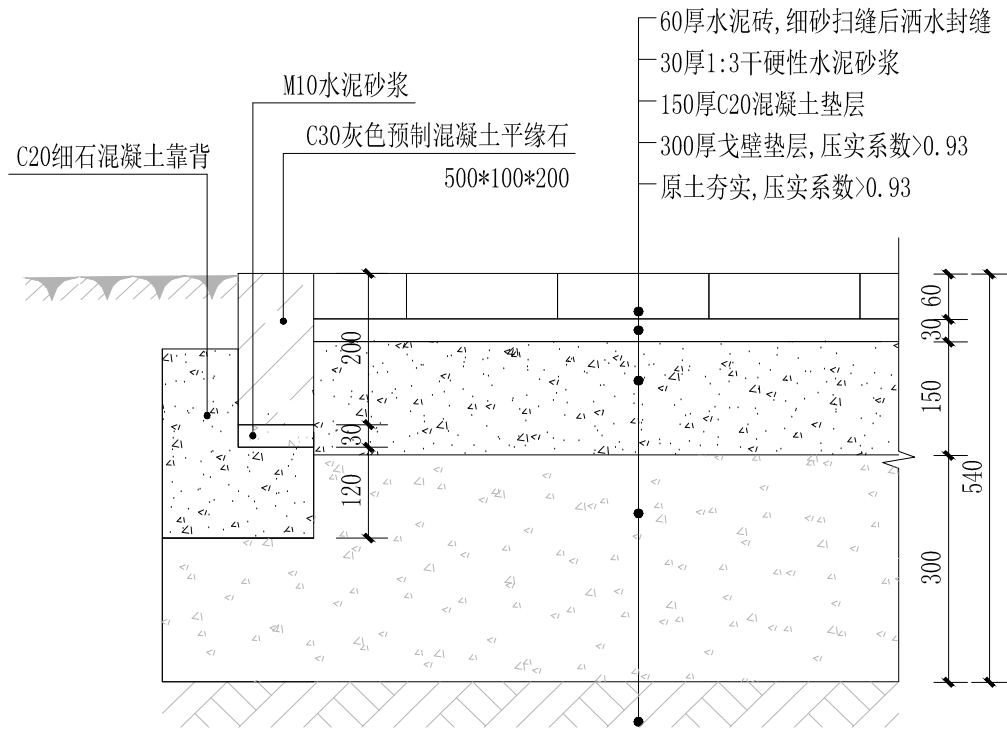 60厚水泥砖,细砂扫缝后洒水封缝
30厚1:3干硬性水泥砂浆
150厚C20混凝土垫层
300厚戈壁垫层,压实系数>0.93
原土夯实,压实系数>0.93
M10水泥砂浆
C30灰色预制混凝土平缘石
500*100*200
C20细石混凝土靠背
200
30
120
60
30
150
300
540